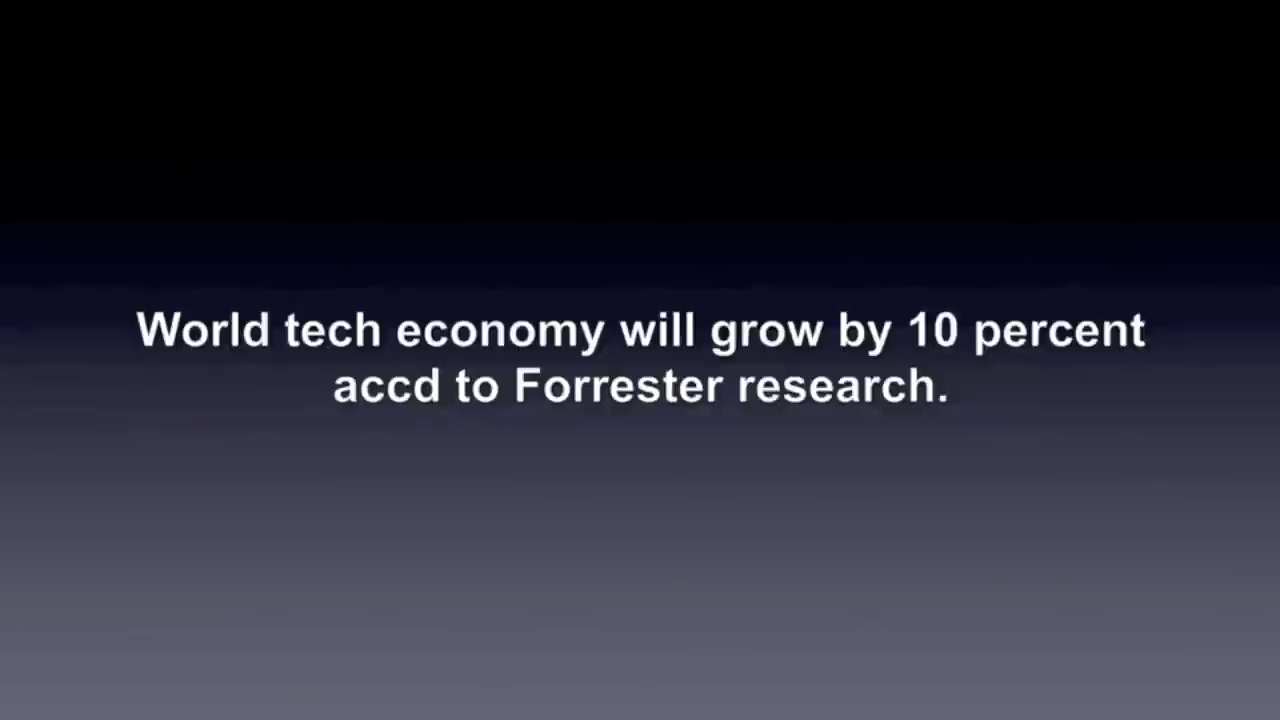 World tech economy will grow by 10 percent
accd to Forrester research.